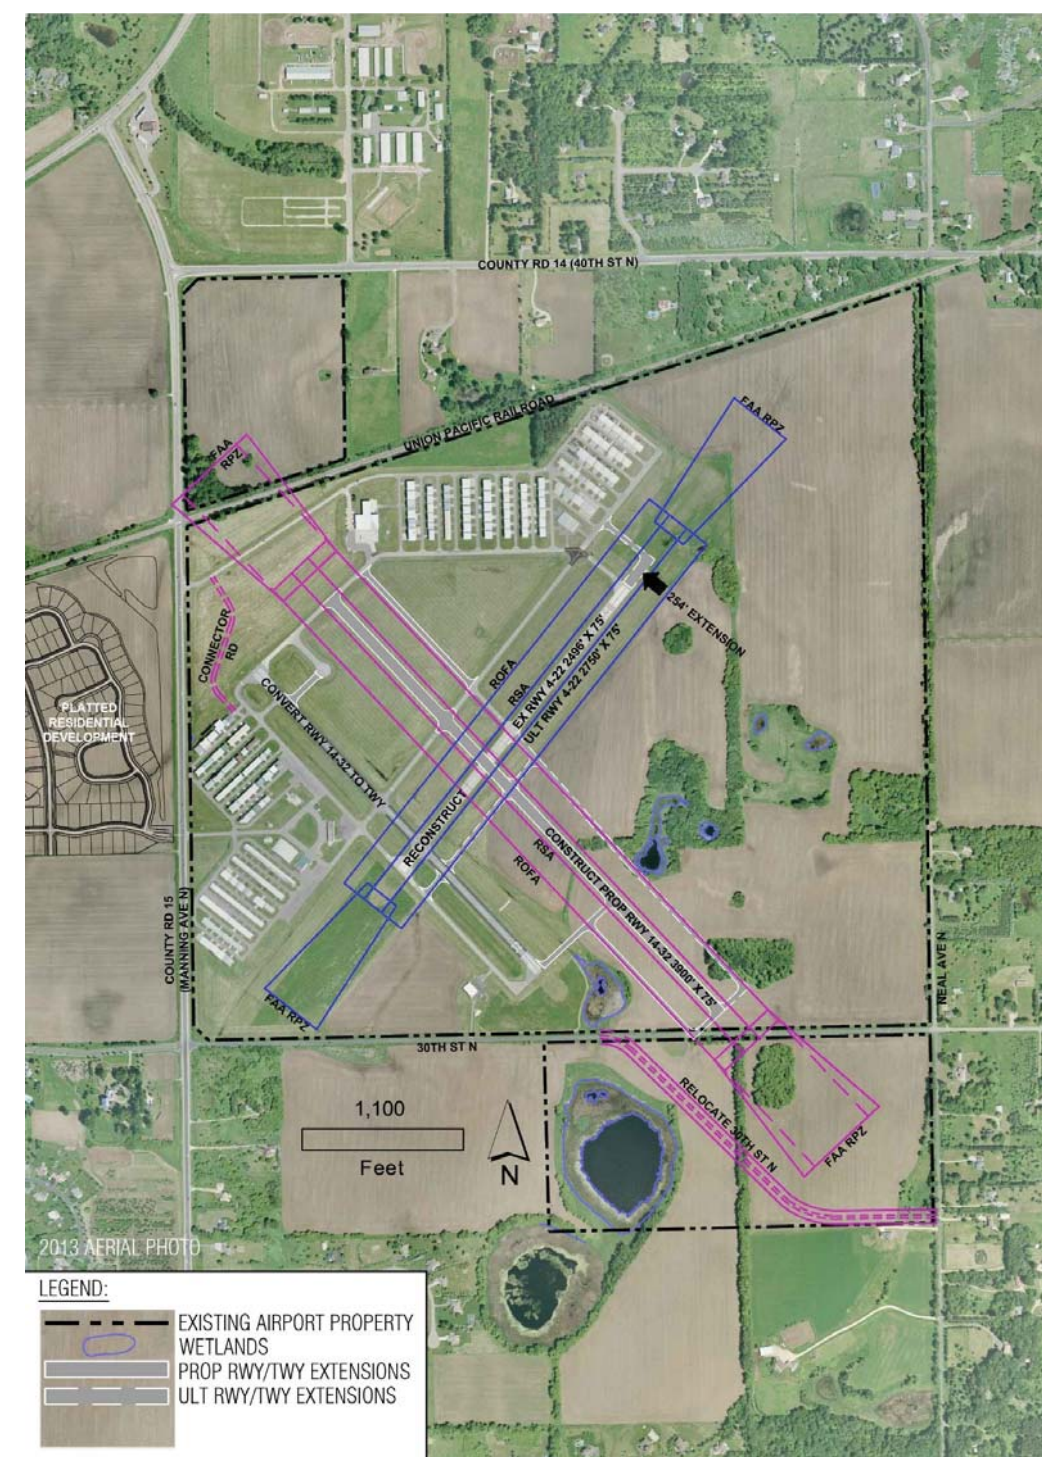 COUNTY RD 14 (40TH ST N)
UNION PACIFIC RAILROAD
FAA RPZ
FAA
RPZ
CONNECTOR
RD
PLATTED
RESIDENTIAL
DEVELOPMENT
CONVERT RWY 14-32 TO TWY
ROFA
RSA
EX RWY 4-22 2496' X 75'
ULT RWY 4-22 2750' X 75'
254' EXTENSION
RECONSTRUCT
CONSTRUCT PROP RWY 14-32 3900' X 75'
RSA
ROFA
COUNTY RD 15
(MANNING AVE N)
NEAL AVE N
FAA RPZ
30TH ST N
RELOCATE 30TH ST N
FAA RPZ
1,100
Feet
N
2013 AERIAL PHOTO
LEGEND:
EXISTING AIRPORT PROPERTY
WETLANDS
PROP RWY/TWY EXTENSIONS
ULT RWY/TWY EXTENSIONS